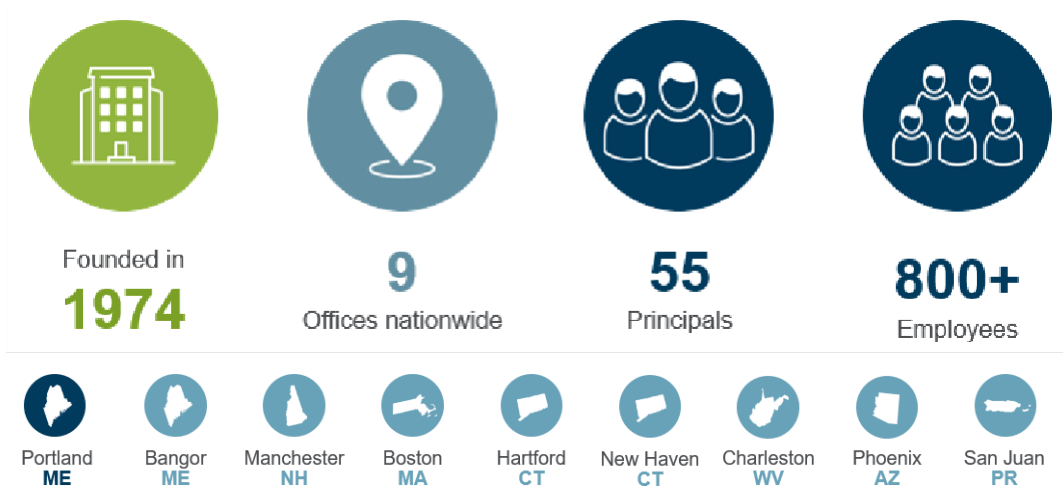 Founded in
1974
9
Offices nationwide
55
Principals
800+
Employees
Portland
ME
Bangor
ME
Manchester
NH
Boston
MA
Hartford
CT
New Haven
CT
Charleston
WV
Phoenix
AZ
San Juan
PR